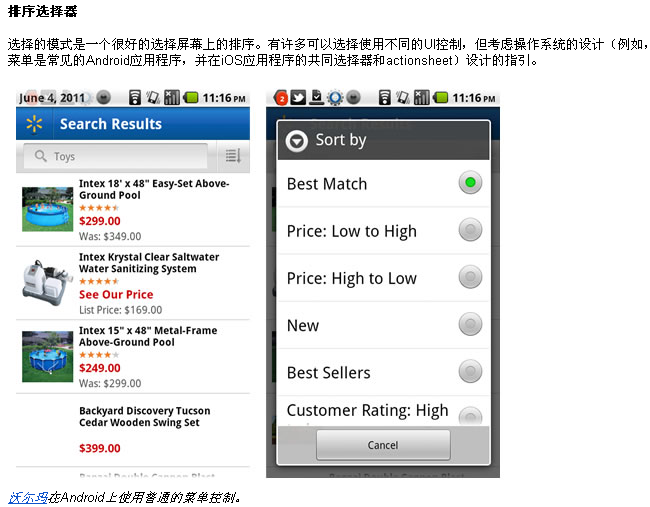 排序选择器
选择的模式是一个很好的选择屏幕上的排序。有许多可以选择使用不同的UI控制，但考虑操作系统的设计（例如，
菜单是常见的Android应用程序，并在iOS应用程序的共同选择器和actionsheet）设计的指引。
June 4, 2011 11:16 PM
Search Results
Toys
Intex 18' x 48" Easy-Set Above-
Ground Pool
$299.00
Was: $349.00
Intex Krystal Clear Saltwater
Water Sanitizing System
See Our Price
List Price: $169.00
Intex 15" x 48" Metal-Frame
Above-Ground Pool
$249.00
Was: $299.00
Backyard Discovery Tucson
Cedar Wooden Swing Set
$399.00
2 11:16 PM
Sort by
Best Match
Price: Low to High
Price: High to Low
New
Best Sellers
Customer Rating: High
Cancel
沃尔玛在Android上使用普通的菜单控制。